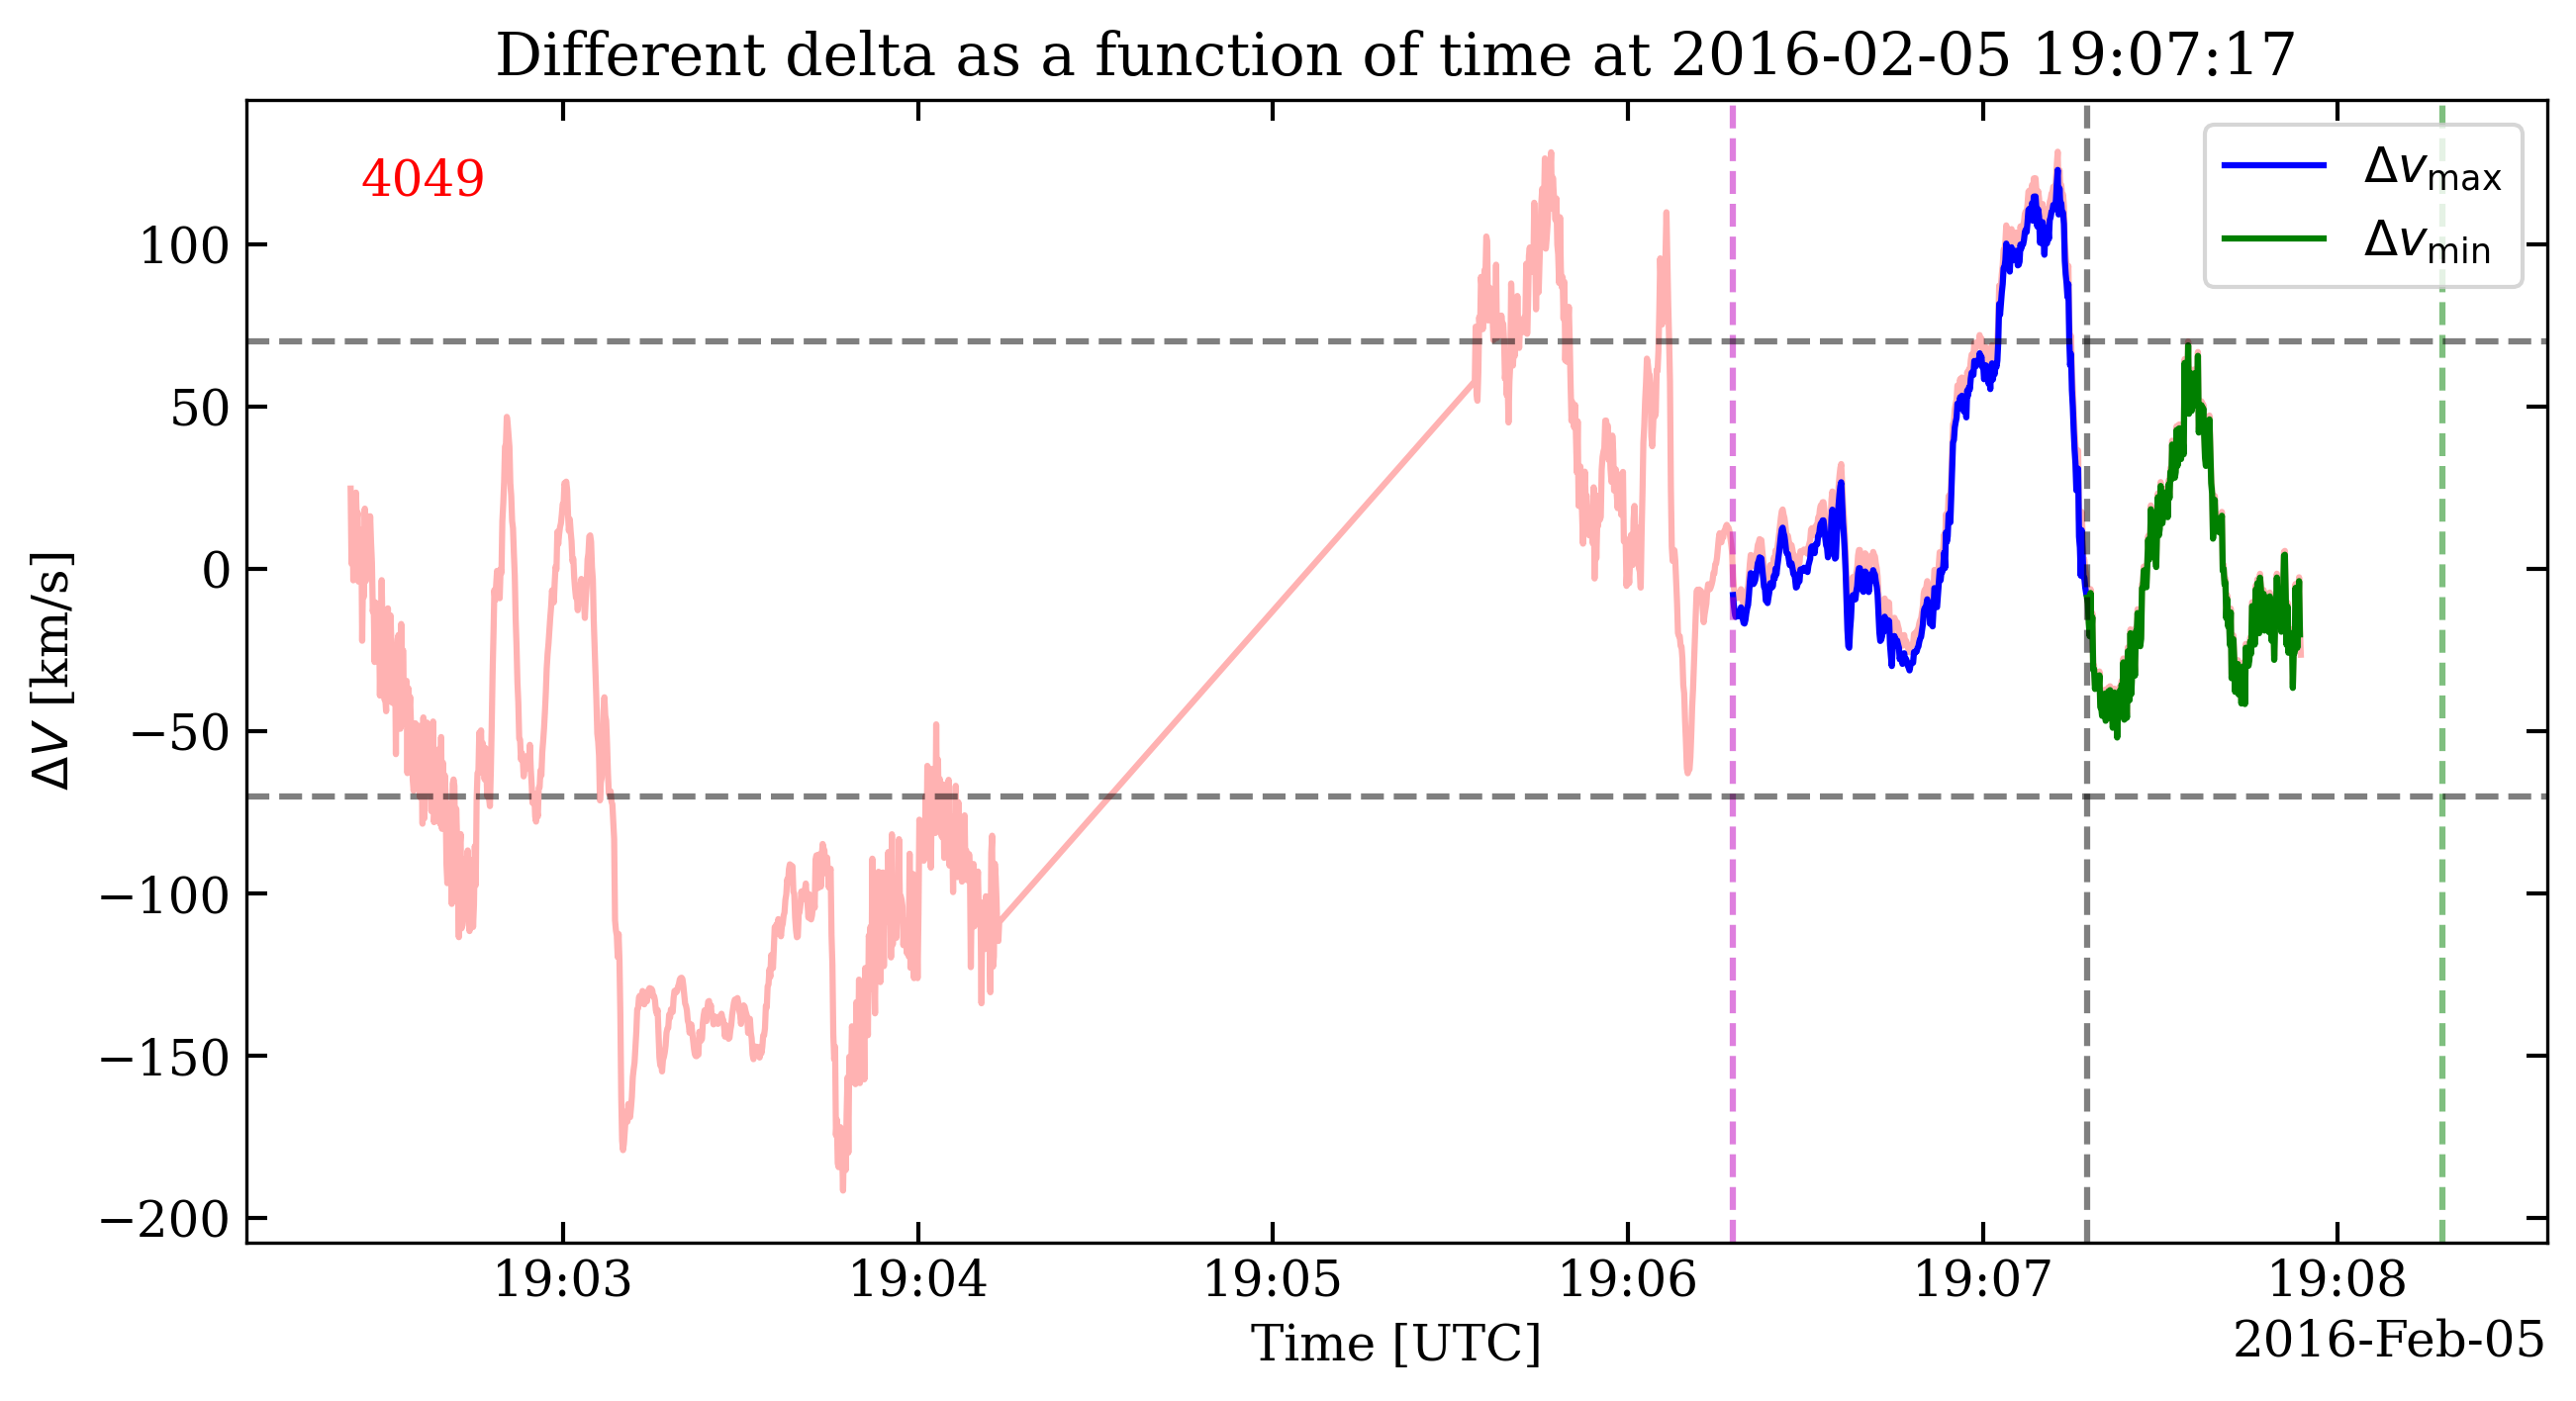 Different delta as a function of time at 2016-02-05 19:07:17
4049
Δv_max
Δv_min
100
50
0
−50
−100
−150
−200
ΔV [km/s]
19:03 19:04 19:05 19:06 19:07 19:08
Time [UTC]
2016-Feb-05